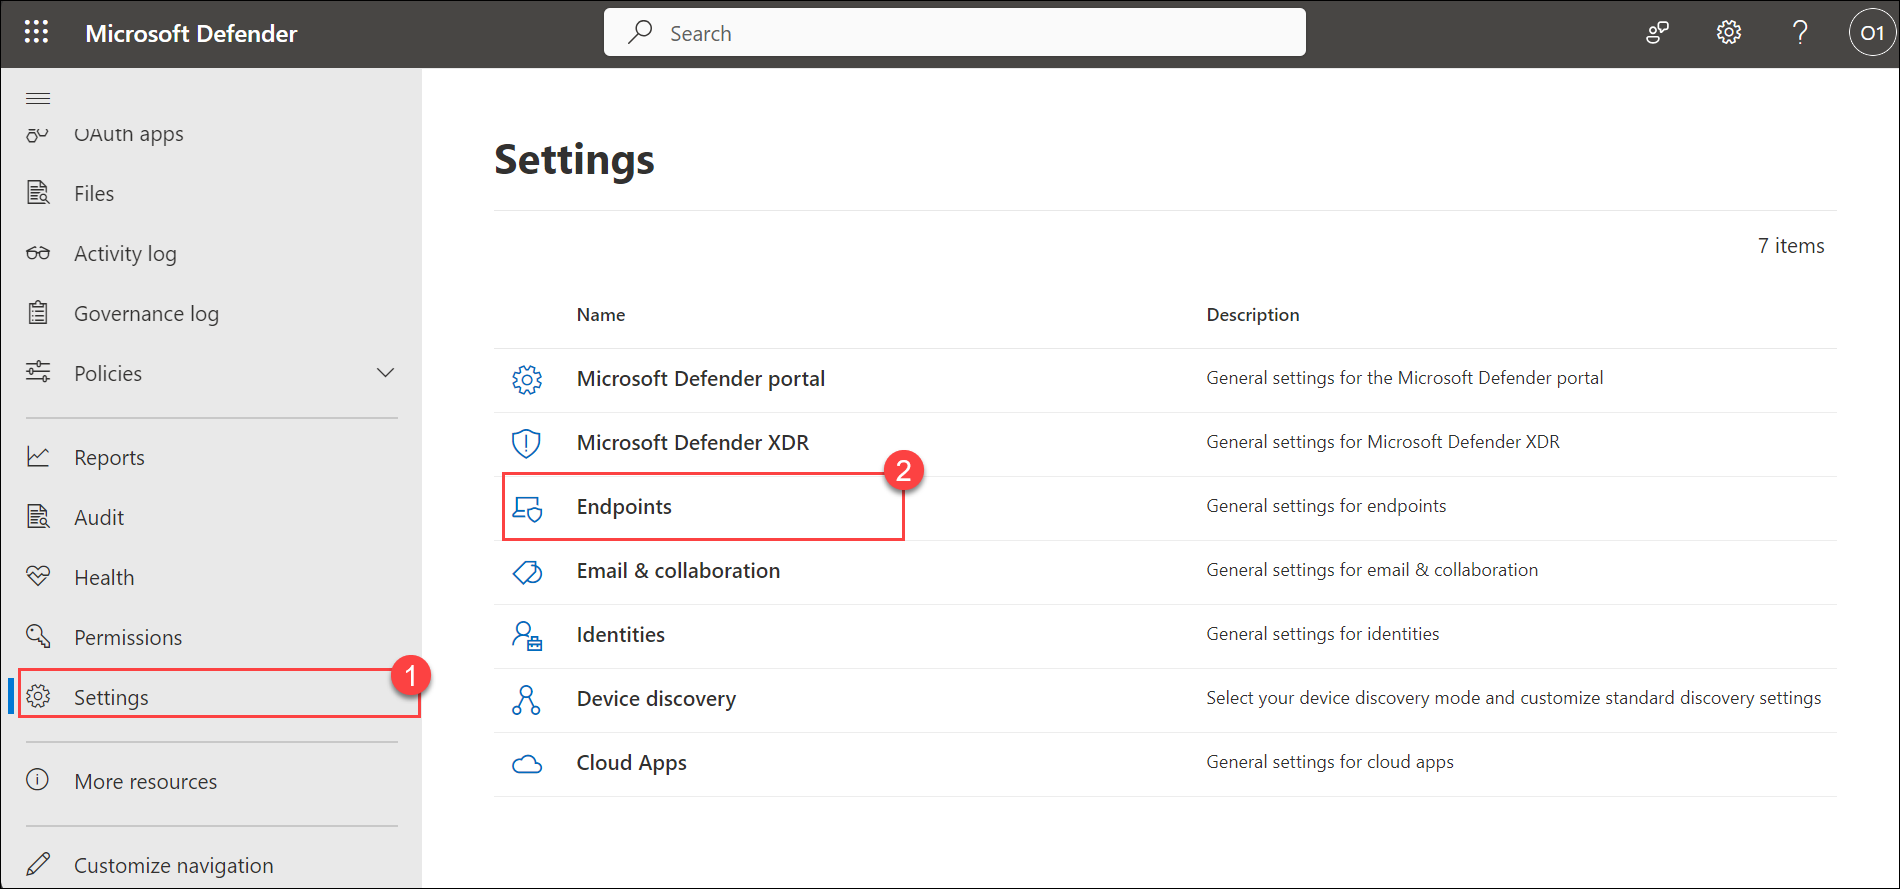 Microsoft Defender
Search
O1
OAuth apps
Files
Activity log
Governance log
Policies
Reports
Audit
Health
Permissions
Settings
1
More resources
Customize navigation
Settings
7 items
Name Description
Microsoft Defender portal General settings for the Microsoft Defender portal
Microsoft Defender XDR General settings for Microsoft Defender XDR
2
Endpoints General settings for endpoints
Email & collaboration General settings for email & collaboration
Identities General settings for identities
Device discovery Select your device discovery mode and customize standard discovery settings
Cloud Apps General settings for cloud apps